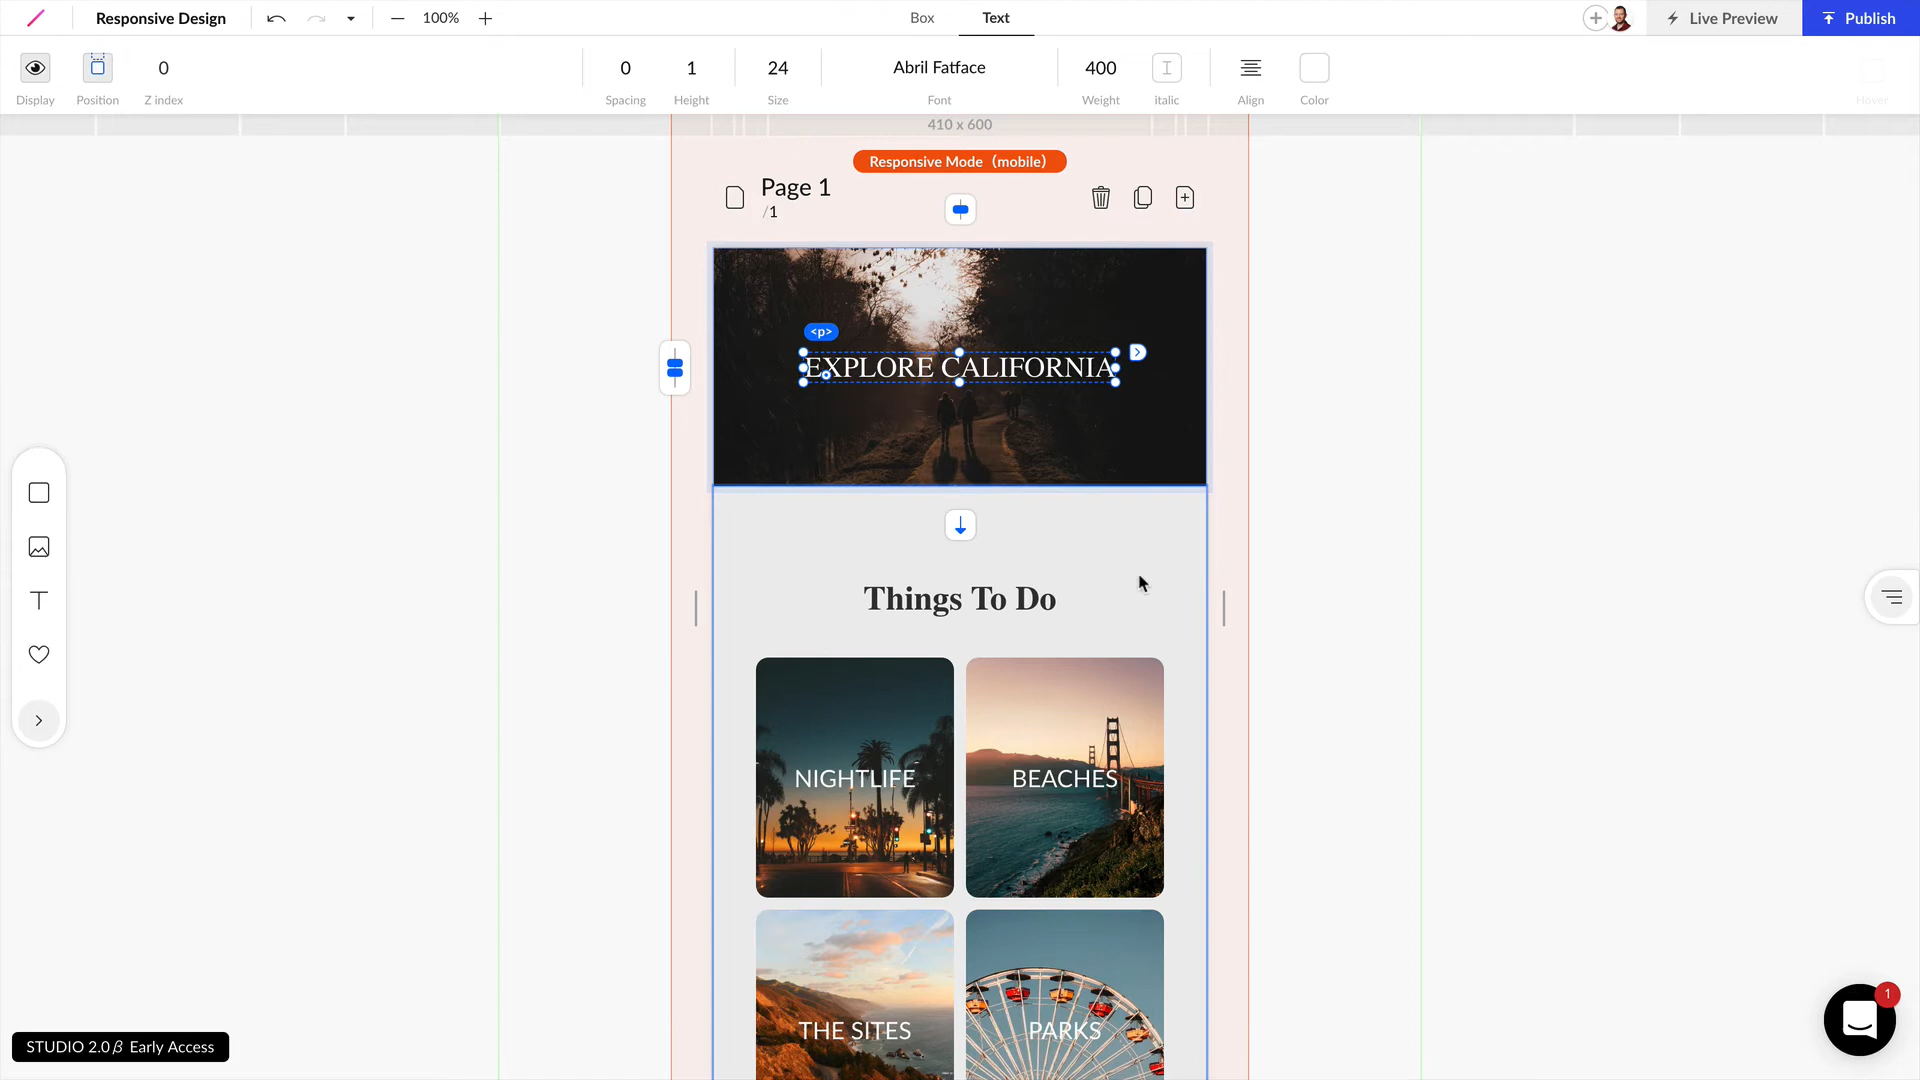 Responsive Design
100%
Box
Text
Live Preview
Publish
0
0
1
24
Abril Fatface
400
Display
Position
Z index
Spacing
Height
Size
Font
Weight
italic
Align
Color
Hover
410 x 600
Responsive Mode (mobile)
Page 1
/1
<p>
EXPLORE CALIFORNIA
Things To Do
NIGHTLIFE
BEACHES
THE SITES
PARKS
1
STUDIO 2.0 β Early Access